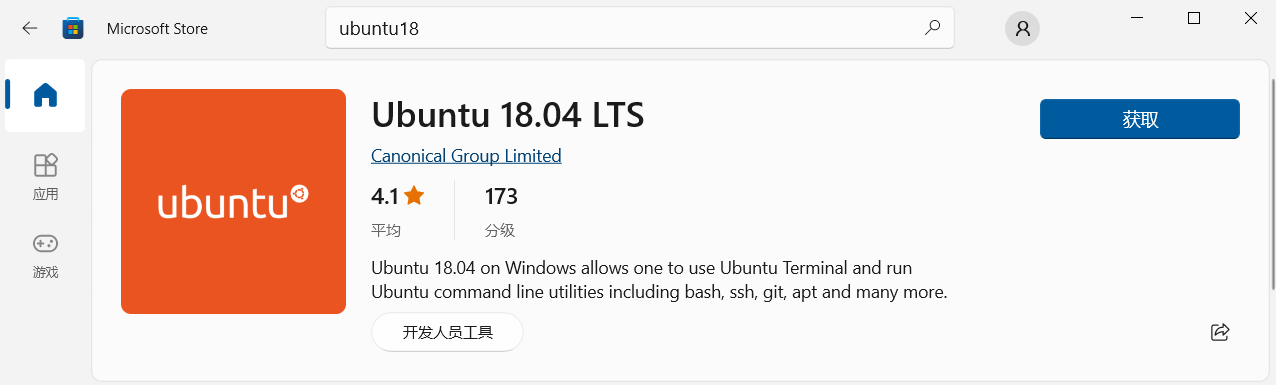 Microsoft Store
ubuntu18
Ubuntu 18.04 LTS
获取
Canonical Group Limited
ubuntu
4.1
173
平均
分级
Ubuntu 18.04 on Windows allows one to use Ubuntu Terminal and run
Ubuntu command line utilities including bash, ssh, git, apt and many more.
开发人员工具
应用
游戏